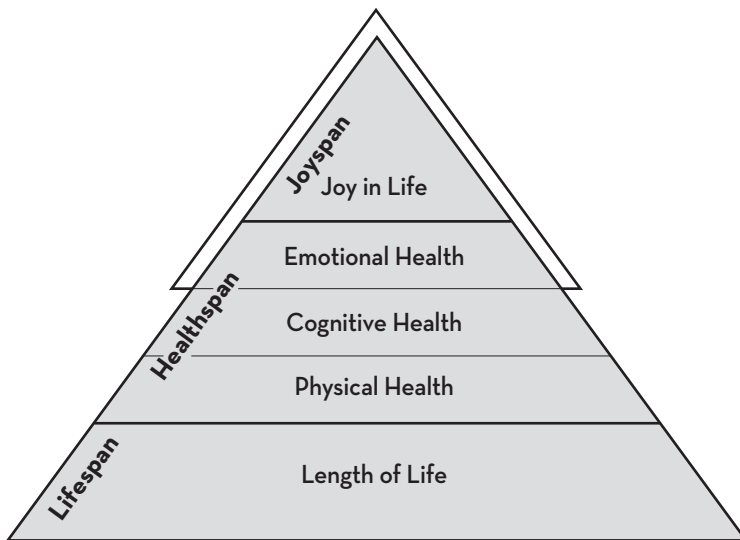 Joyspan
Joy in Life
Emotional Health
Healthspan
Cognitive Health
Physical Health
Lifespan
Length of Life